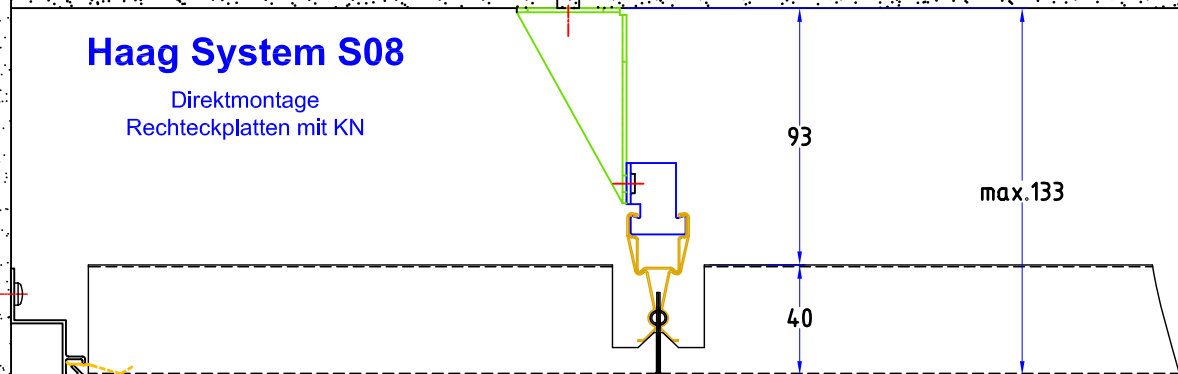 Haag System S08
Direktmontage
Rechteckplatten mit KN
93
max.133
40